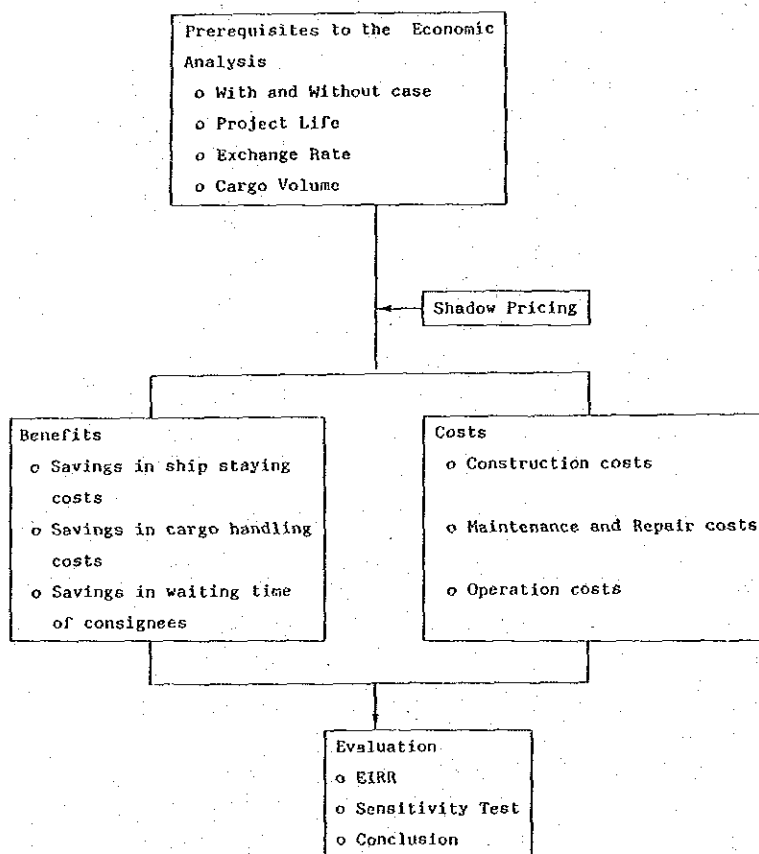 Prerequisites to the Economic
Analysis
o With and Without case
o Project Life
o Exchange Rate
o Cargo Volume
Shadow Pricing
Benefits
o Savings in ship staying
costs
o Savings in cargo handling
costs
o Savings in waiting time
of consignees
Costs
o Construction costs
o Maintenance and Repair costs
o Operation costs
Evaluation
o EIRR
o Sensitivity Test
o Conclusion